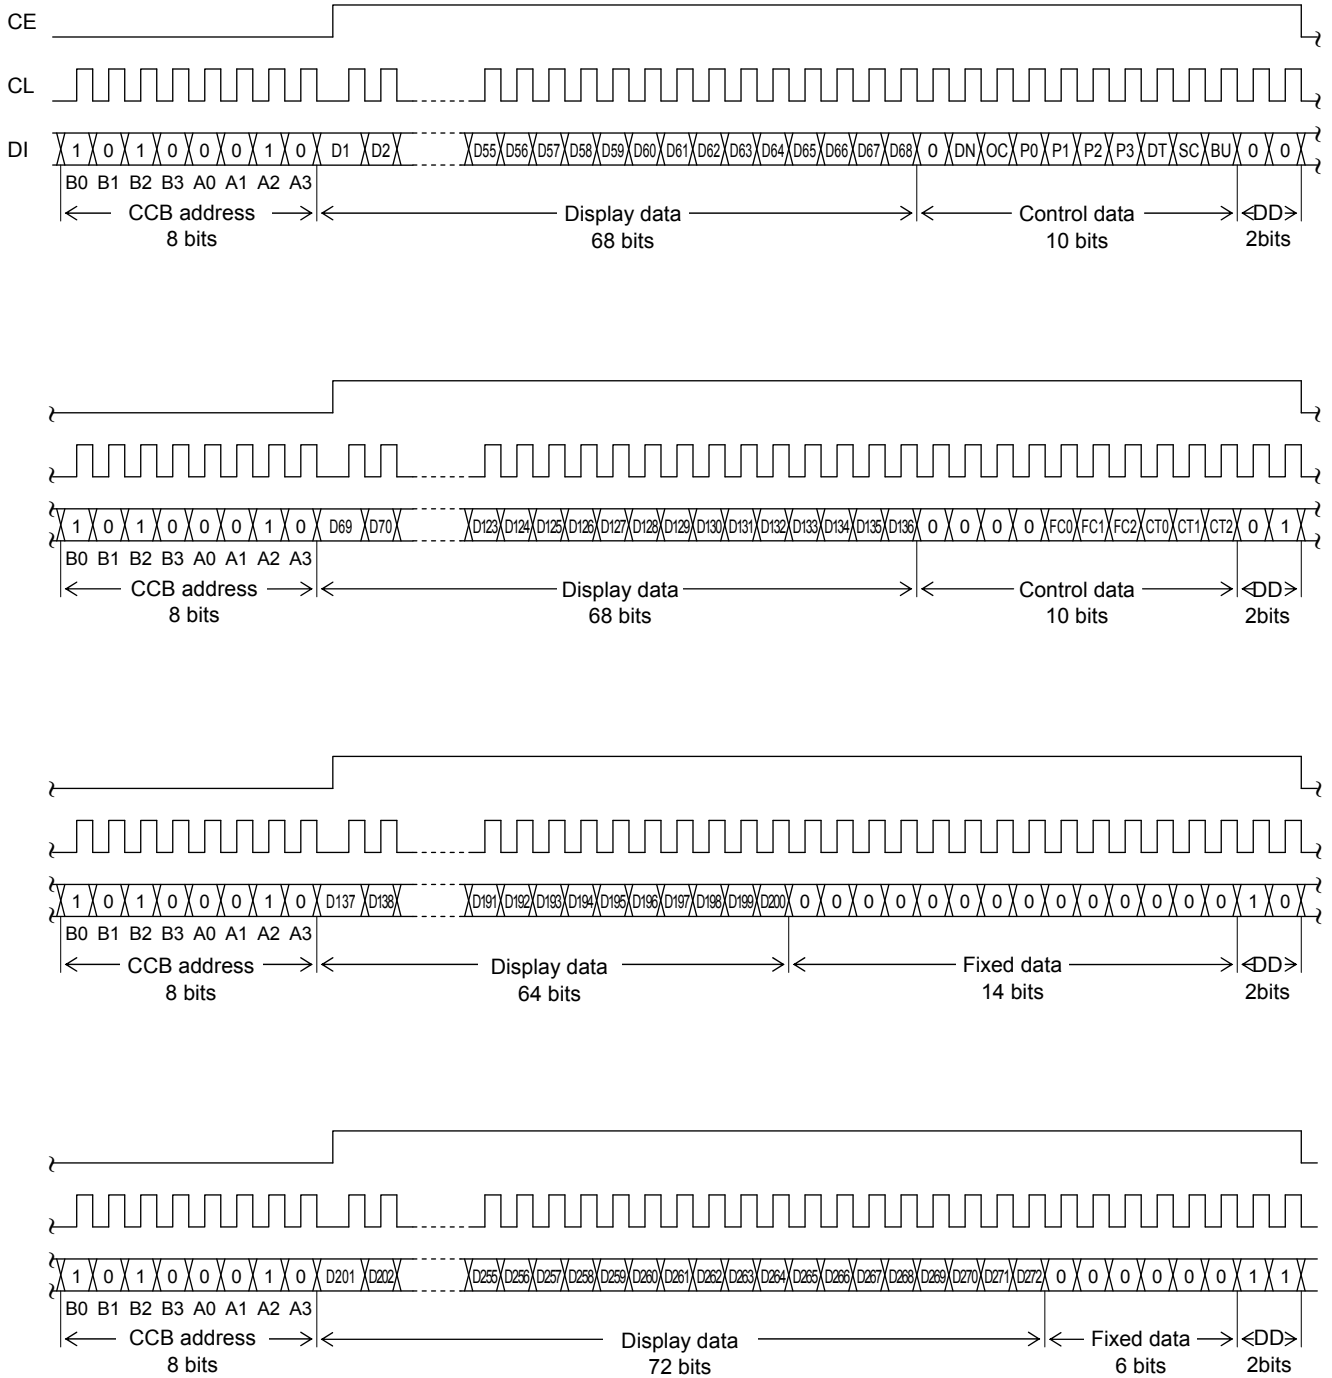 CE
CL
DI 1 0 1 0 0 0 1 0 D1 D2 D55 D56 D57 D58 D59 D60 D61 D62 D63 D64 D65 D66 D67 D68 0 DN OC P0 P1 P2 P3 DT SC BU 0 0
B0 B1 B2 B3 A0 A1 A2 A3
CCB address Display data Control data DD
8 bits 68 bits 10 bits 2bits
1 0 1 0 0 0 1 0 D69 D70 D123 D124 D125 D126 D127 D128 D129 D130 D131 D132 D133 D134 D135 D136 0 0 0 0 FC0 FC1 FC2 CT0 CT1 CT2 0 1
B0 B1 B2 B3 A0 A1 A2 A3
CCB address Display data Control data DD
8 bits 68 bits 10 bits 2bits
1 0 1 0 0 0 1 0 D137 D138 D191 D192 D193 D194 D195 D196 D197 D198 D199 D200 0 0 0 0 0 0 0 0 0 0 0 0 0 0 1 0
B0 B1 B2 B3 A0 A1 A2 A3
CCB address Display data Fixed data DD
8 bits 64 bits 14 bits 2bits
1 0 1 0 0 0 1 0 D201 D202 D255 D256 D257 D258 D259 D260 D261 D262 D263 D264 D265 D266 D267 D268 D269 D270 D271 D272 0 0 0 0 0 0 1 1
B0 B1 B2 B3 A0 A1 A2 A3
CCB address Display data Fixed data DD
8 bits 72 bits 6 bits 2bits